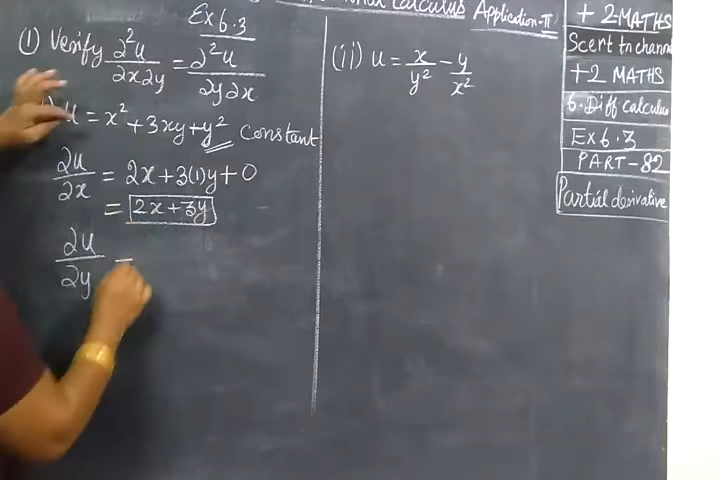 Calculus Application-II
Ex 6.3
(1) Verify ∂²u/∂x∂y = ∂²u/∂y∂x
u = x² + 3xy + y² Constant
∂u/∂x = 2x + 3(1)y + 0
= 2x + 3y
∂u/∂y =
(ii) u = x/y² - y/x²
+ 2 MATHS
Scert tn channel
+2 MATHS
6. Diff calculus
Ex 6.3
PART - 82
Partial derivative